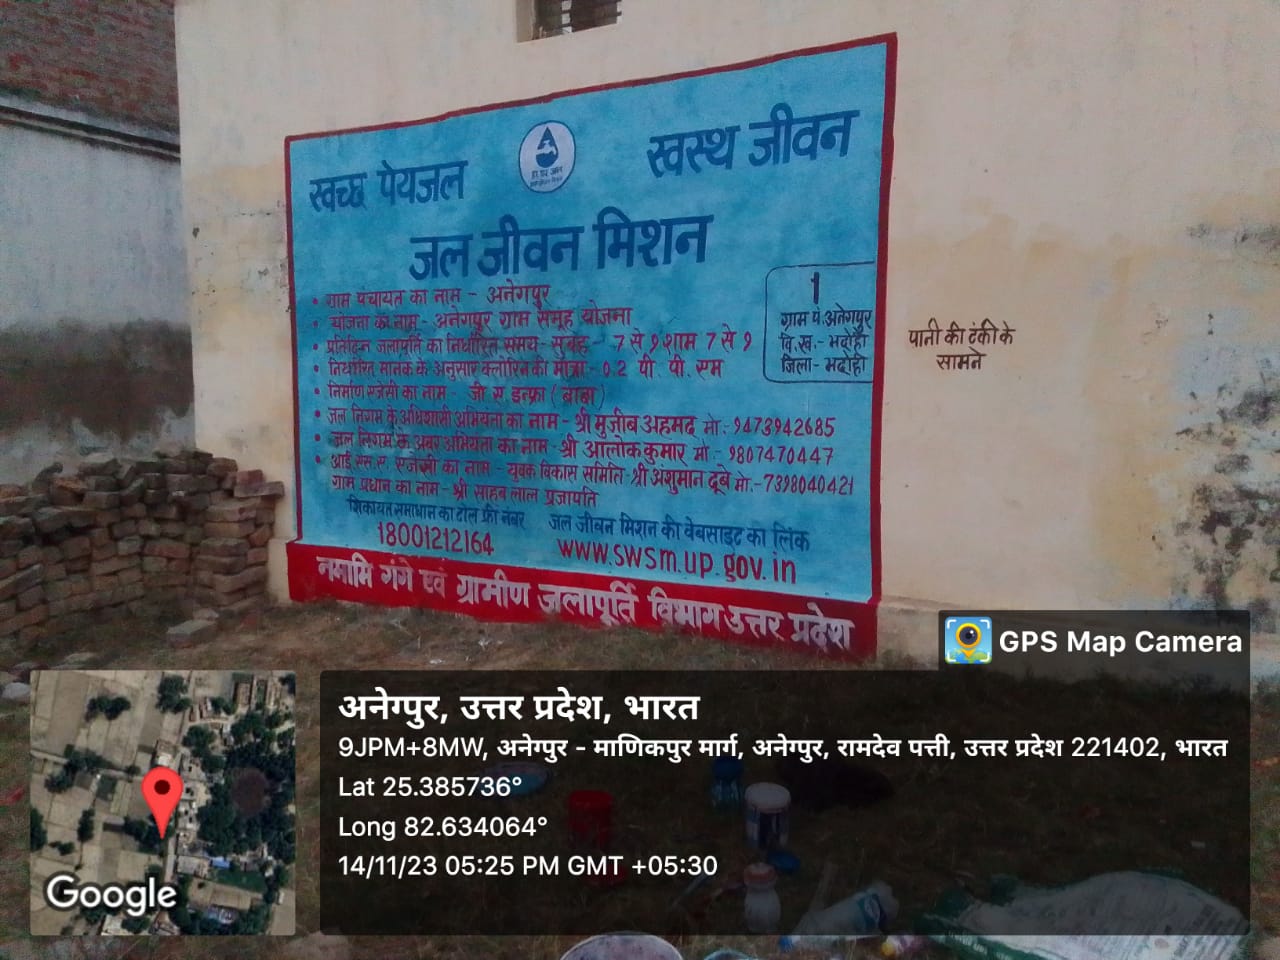 स्वच्छ पेयजल
स्वस्थ जीवन
हर घर जल
जल जीवन मिशन
• ग्राम पंचायत का नाम - अनेगपुर
• योजना का नाम - अनेगपुर ग्राम समूह योजना
• प्रतिदिन जलापूर्ति का निर्धारित समय - सुबह - 7 से 9 शाम 7 से 9
• निर्धारित मानक के अनुसार क्लोरिन की मात्रा - 0.2 पी. पी. एम
• निर्माण एजेंसी का नाम - जी. ए. इन्फ्रा (बाबा)
• जल निगम के अधिशासी अभियंता का नाम - श्री मुजीब अहमद मो.: 9473942685
• जल निगम के अवर अभियंता का नाम - श्री आलोक कुमार मो. - 9807470447
• आई. एस. ए. एजेंसी का नाम - युवक विकास समिति - श्री अंशुमान दूबे मो. - 7398040421
ग्राम प्रधान का नाम - श्री साहब लाल प्रजापति
शिकायत समाधान का टोल फ्री नंबर
18001212164
जल जीवन मिशन की वेबसाइट का लिंक
www.swsm.up.gov.in
नमामि गंगे एवं ग्रामीण जलापूर्ति विभाग उत्तर प्रदेश
1
ग्राम पं. अनेगपुर
वि.ख. - भदोही
जिला - भदोही
पानी की टंकी के
सामने
GPS Map Camera
अनेगपुर, उत्तर प्रदेश, भारत
9JPM+8MW, अनेगपुर - माणिकपुर मार्ग, अनेगपुर, रामदेव पत्ती, उत्तर प्रदेश 221402, भारत
Lat 25.385736°
Long 82.634064°
14/11/23 05:25 PM GMT +05:30
Google